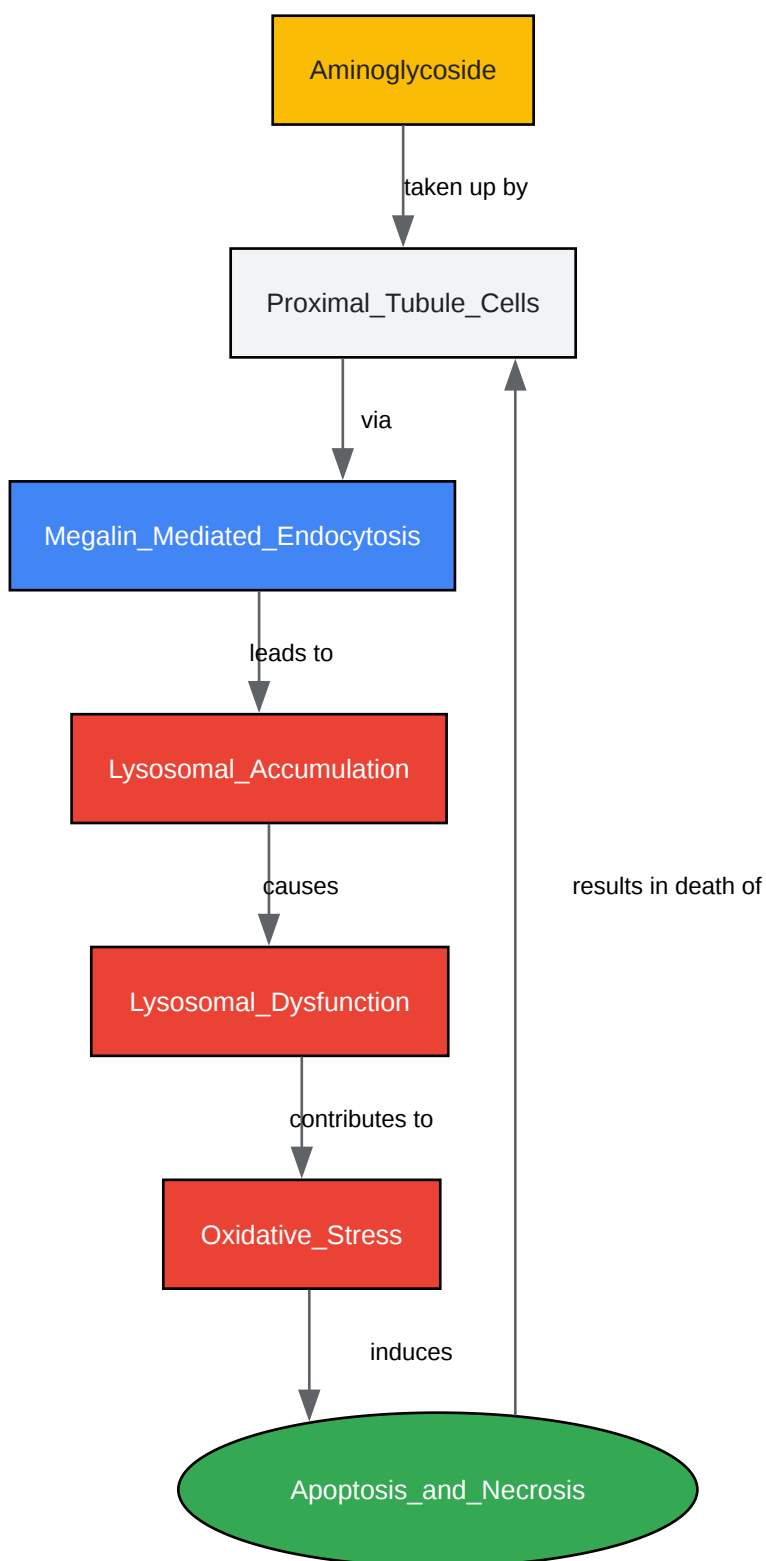 Aminoglycoside
taken up by
Proximal_Tubule_Cells
via
Megalin_Mediated_Endocytosis
leads to
Lysosomal_Accumulation
causes
results in death of
Lysosomal_Dysfunction
contributes to
Oxidative_Stress
induces
Apoptosis_and_Necrosis